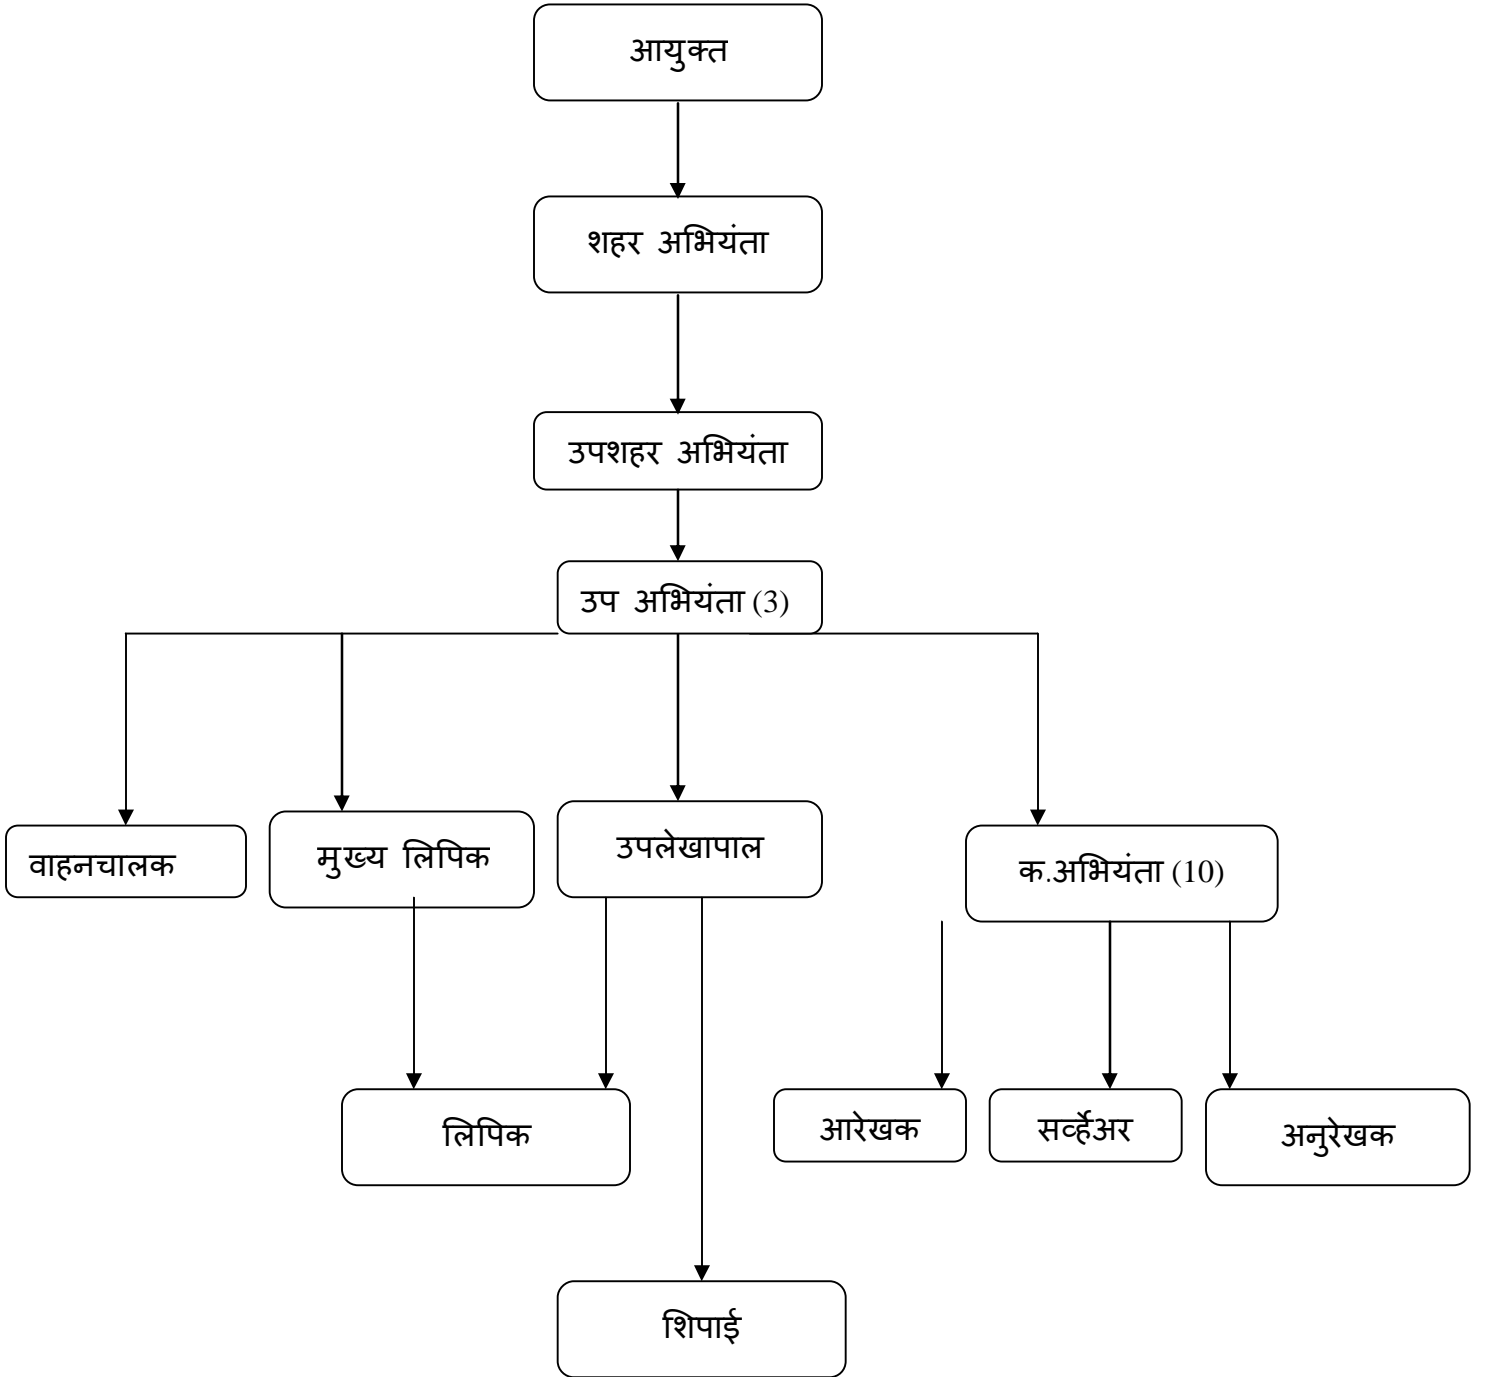 आयुक्त
शहर अभियंता
उपशहर अभियंता
उप अभियंता (3)
वाहनचालक
मुख्य लिपिक
उपलेखापाल
क.अभियंता (10)
लिपिक
आरेखक
सर्व्हेअर
अनुरेखक
शिपाई